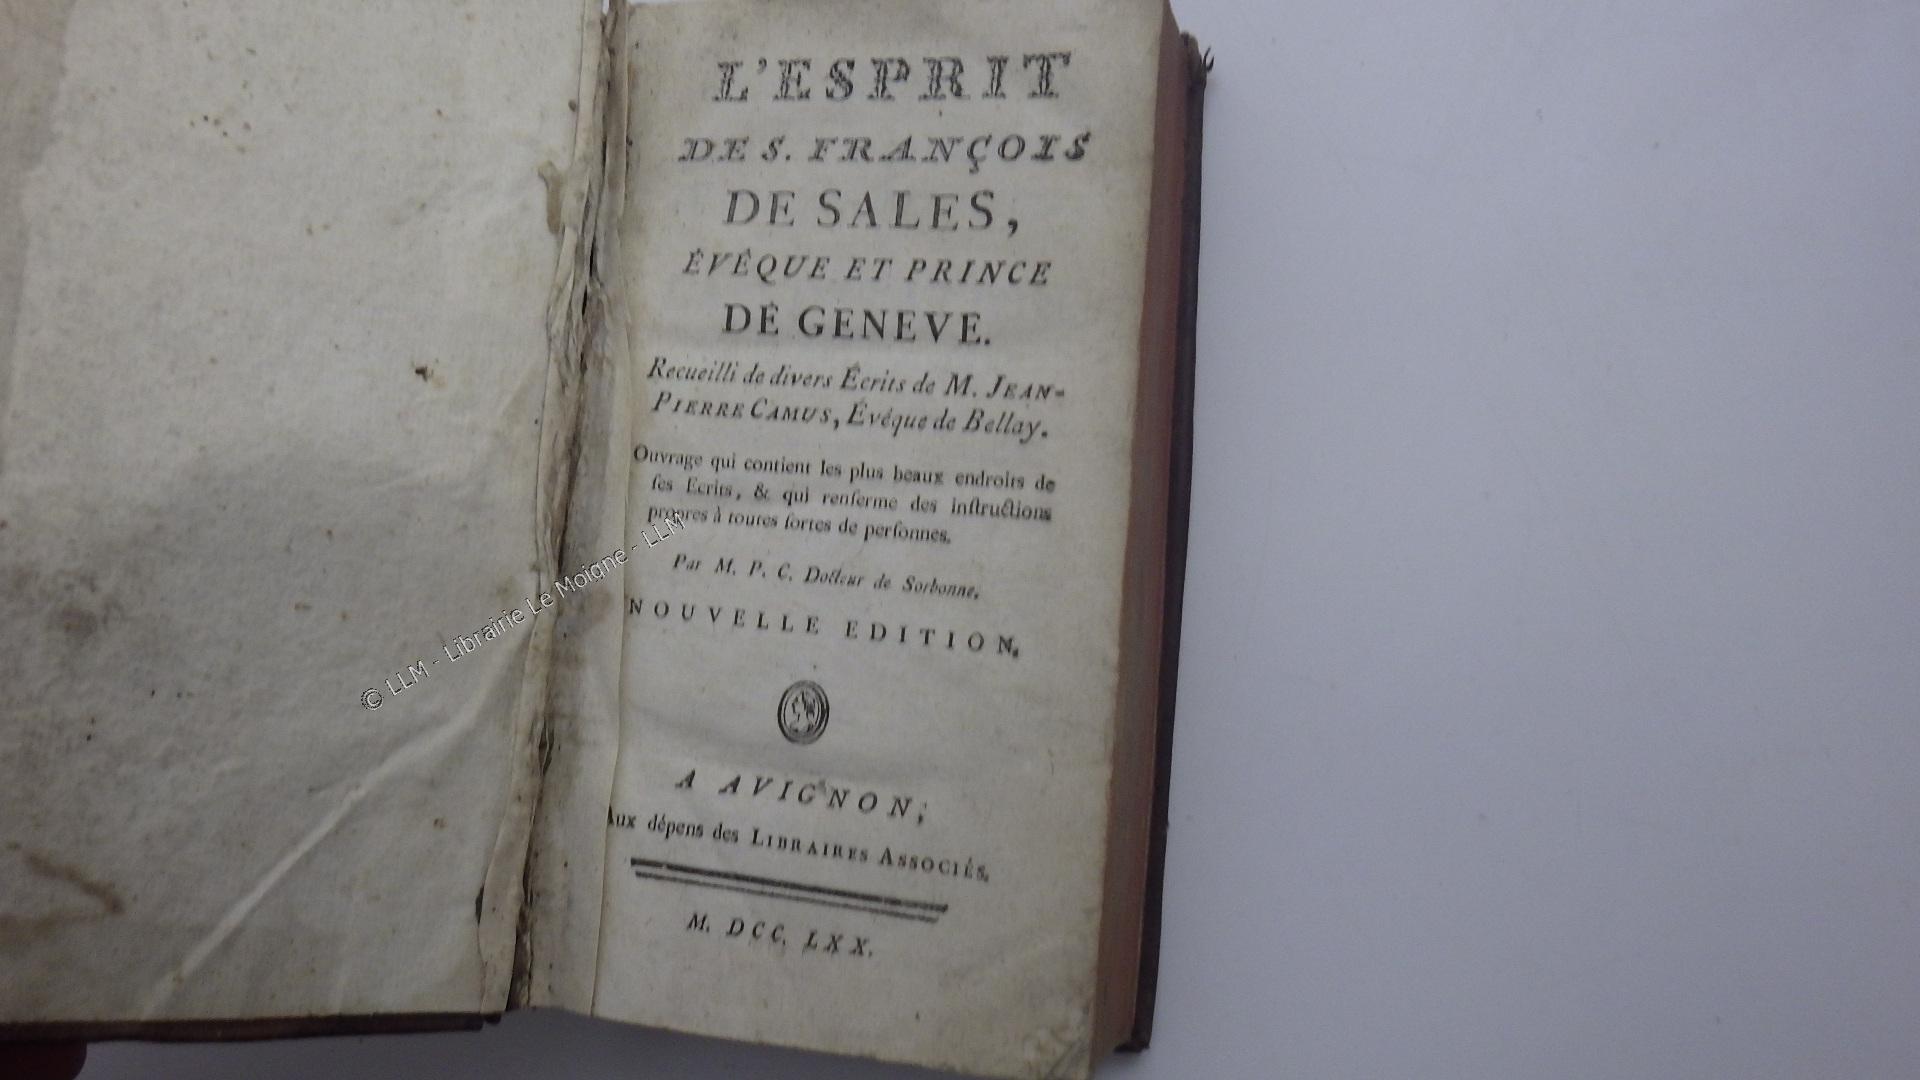 L'ESPRIT
DE S. FRANÇOIS
DE SALES,
ÉVÊQUE ET PRINCE
DE GENEVE.
Recueilli de divers Écrits de M. JEAN-
PIERRE CAMUS, Évêque de Bellay.
Ouvrage qui contient les plus beaux endroits de
ſes Ecrits, & qui renferme des inſtructions
propres à toutes ſortes de perſonnes.
Par M. P. C. Docteur de Sorbonne.
NOUVELLE EDITION.
A AVIGNON;
Aux dépens des LIBRAIRES ASSOCIÉS.
M. DCC. LXX.
© LLM - Librairie Le Moigne - LLM